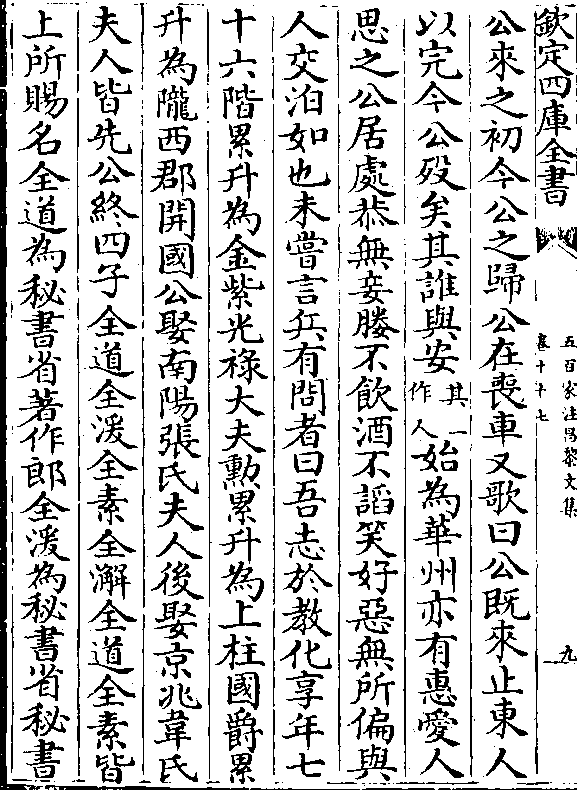 欽定四庫全書
五百家注昌黎文集
卷十七
九
公來之初今公之歸公在喪車又歌曰公既來止東人
以完今公歿矣其誰與安其一作人始為華州亦有惠愛人
思之公居處恭無妾媵不飲酒不諂笑好惡無所偏與
人交泊如也未嘗言兵有問者曰吾志於教化享年七
十六階累升為金紫光祿大夫勳累升為上柱國爵累
升為隴西郡開國公娶南陽張氏夫人後娶京兆韋氏
夫人皆先公終四子全道全湲全素全澥全道全素皆
上所賜名全道為秘書省著作郎全湲為秘書省秘書